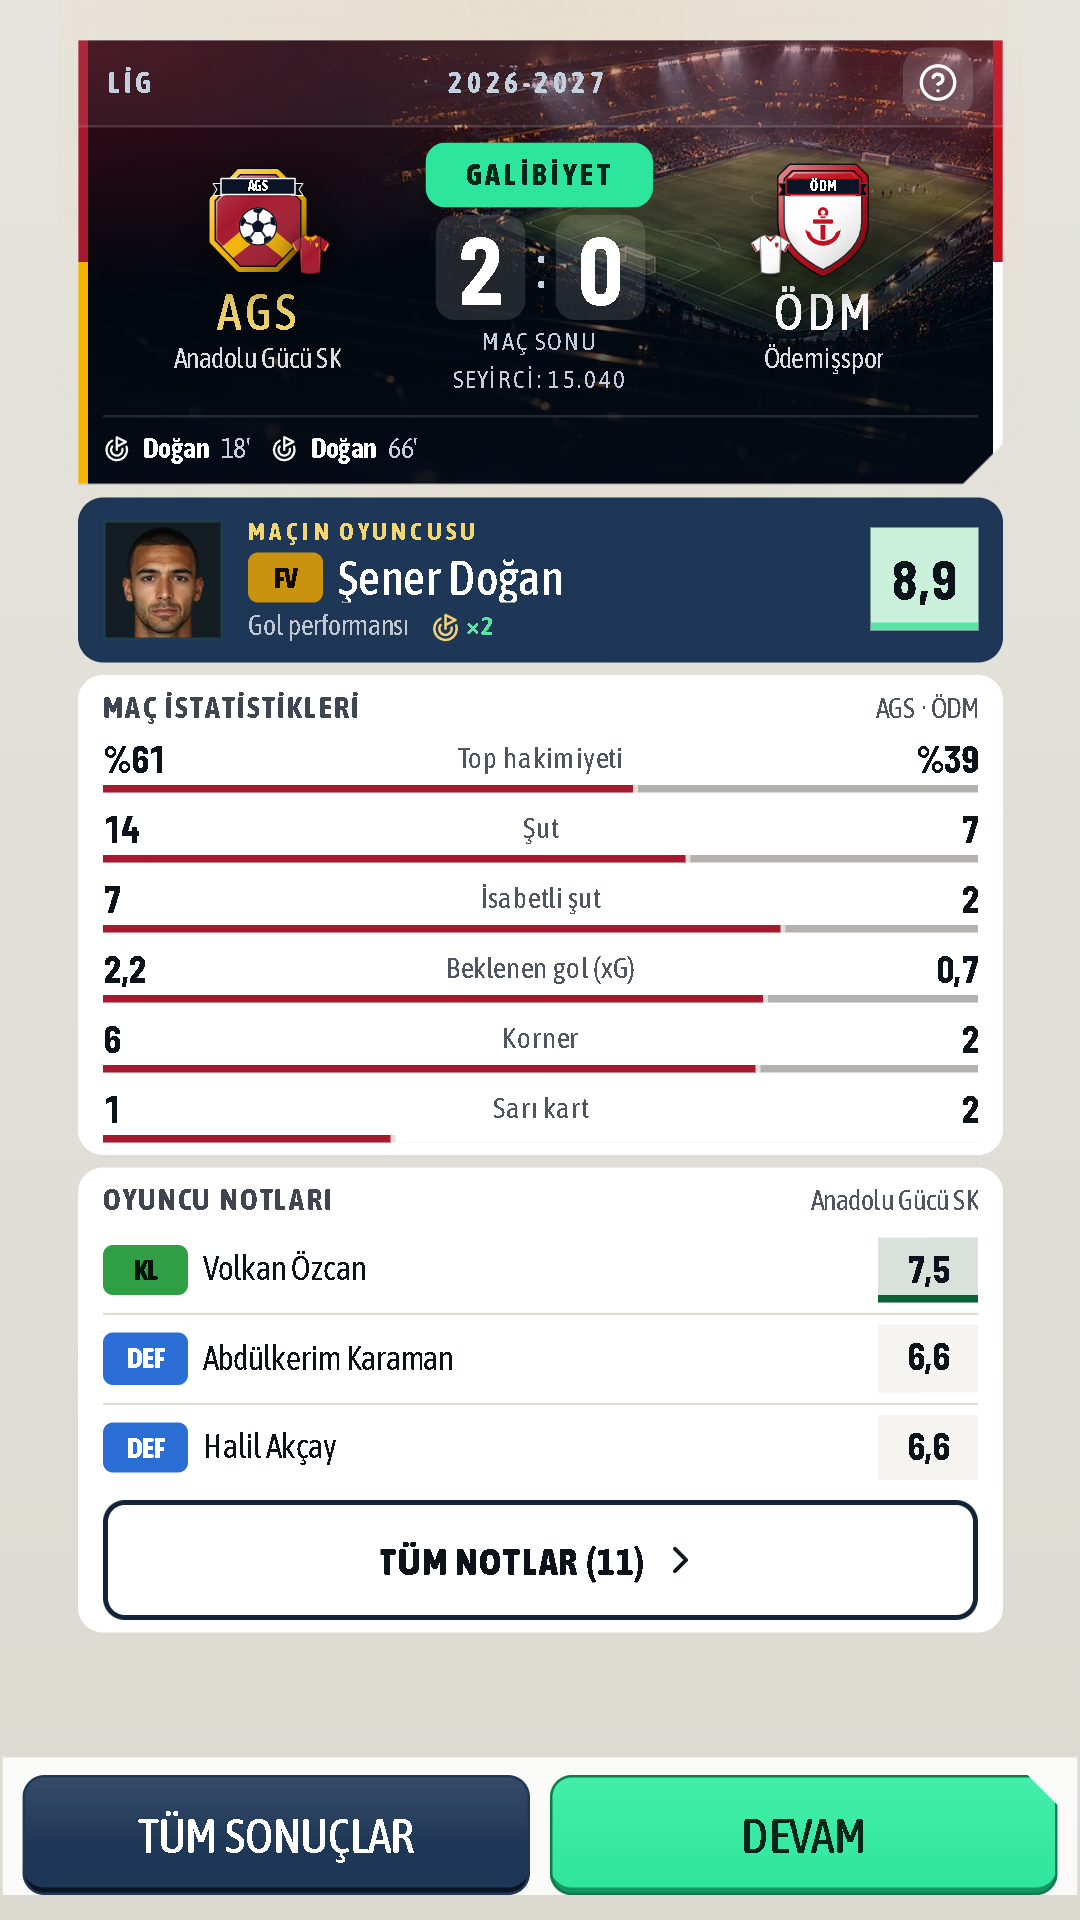 LİG
2026-2027
GALİBİYET
AGS
ÖDM
2 : 0
AGS
ÖDM
Anadolu Gücü SK
MAÇ SONU
Ödemişspor
SEYİRCİ: 15.040
Doğan 18' Doğan 66'
MAÇIN OYUNCUSU
FV Şener Doğan
8,9
Gol performansı ×2
MAÇ İSTATİSTİKLERİ AGS · ÖDM
%61 Top hakimiyeti %39
14 Şut 7
7 İsabetli şut 2
2,2 Beklenen gol (xG) 0,7
6 Korner 2
1 Sarı kart 2
OYUNCU NOTLARI Anadolu Gücü SK
KL Volkan Özcan 7,5
DEF Abdülkerim Karaman 6,6
DEF Halil Akçay 6,6
TÜM NOTLAR (11)
TÜM SONUÇLAR DEVAM